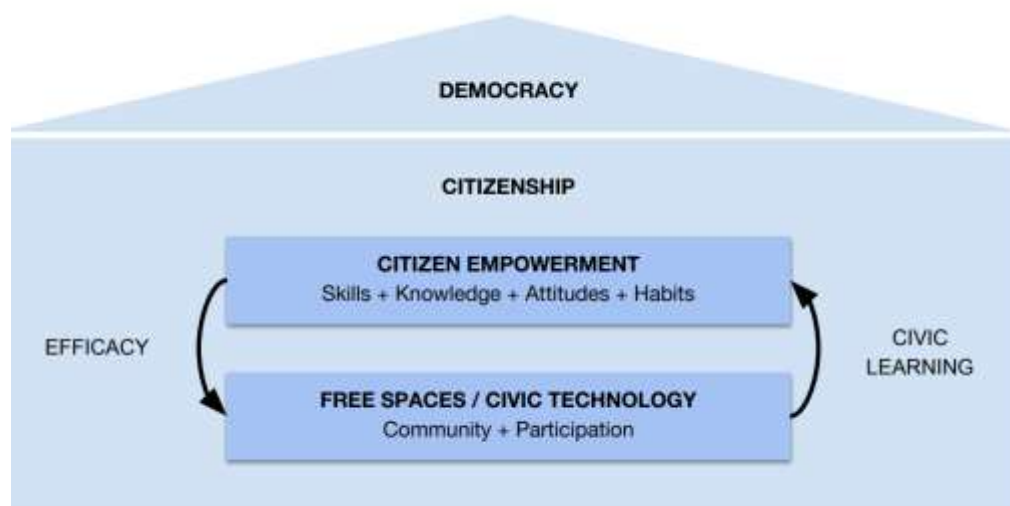 DEMOCRACY
CITIZENSHIP
CITIZEN EMPOWERMENT
Skills + Knowledge + Attitudes + Habits
EFFICACY
CIVIC
LEARNING
FREE SPACES / CIVIC TECHNOLOGY
Community + Participation